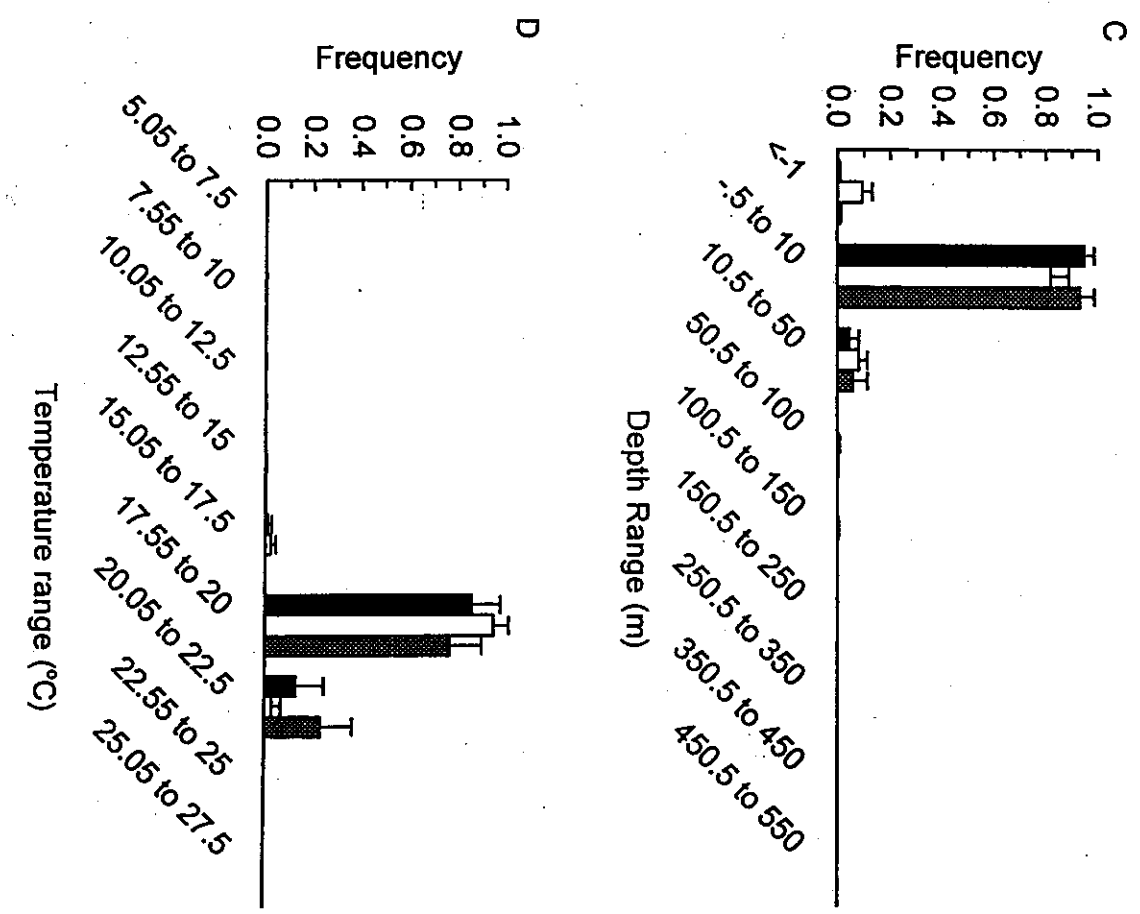 C
Frequency
1.0
0.8
0.6
0.4
0.2
0.0
<-1
-.5 to 10
10.5 to 50
50.5 to 100
100.5 to 150
150.5 to 250
250.5 to 350
350.5 to 450
450.5 to 550
Depth Range (m)
D
Frequency
1.0
0.8
0.6
0.4
0.2
0.0
5.05 to 7.5
7.55 to 10
10.05 to 12.5
12.55 to 15
15.05 to 17.5
17.55 to 20
20.05 to 22.5
22.55 to 25
25.05 to 27.5
Temperature range (°C)